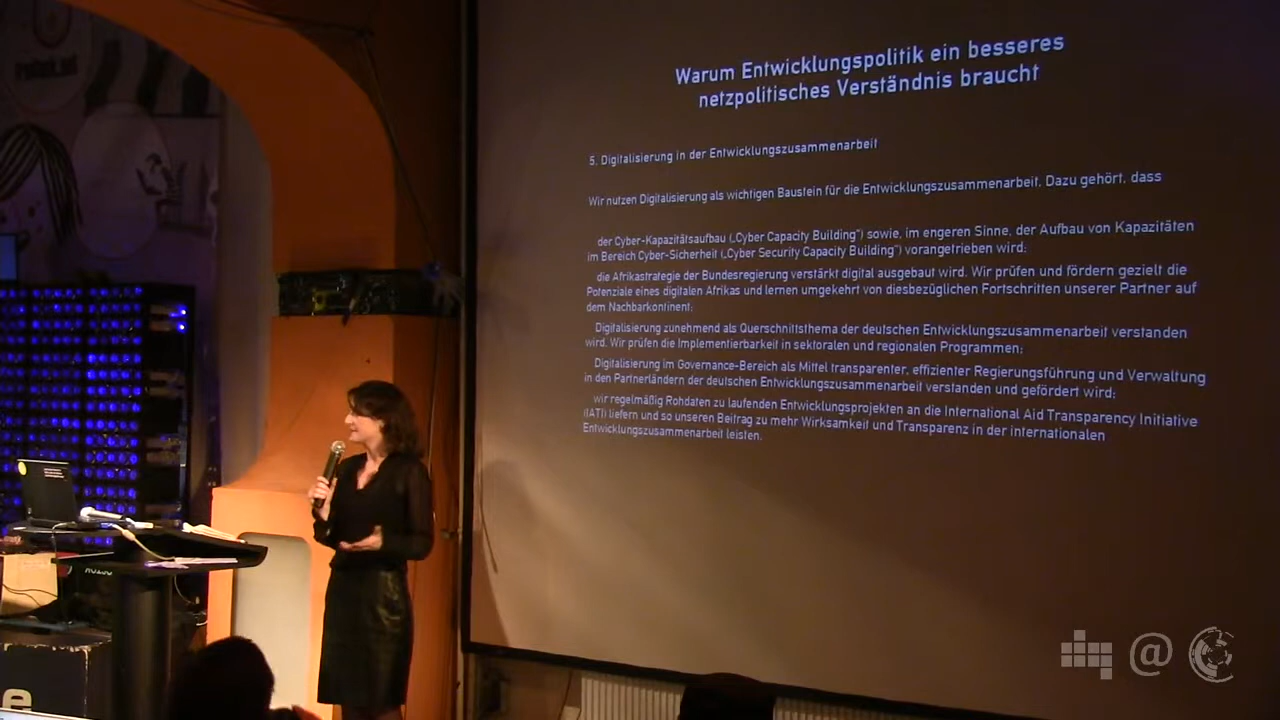 Warum Entwicklungspolitik ein besseres
netzpolitisches Verständnis braucht
5. Digitalisierung in der Entwicklungszusammenarbeit
Wir nutzen Digitalisierung als wichtigen Baustein für die Entwicklungszusammenarbeit. Dazu gehört, dass
der Cyber-Kapazitätsaufbau („Cyber Capacity Building“) sowie, im engeren Sinne, der Aufbau von Kapazitäten
im Bereich Cyber-Sicherheit („Cyber Security Capacity Building“) vorangetrieben wird;
die Afrikastrategie der Bundesregierung verstärkt digital ausgebaut wird. Wir prüfen und fördern gezielt die
Potenziale eines digitalen Afrikas und lernen umgekehrt von diesbezüglichen Fortschritten unserer Partner auf
dem Nachbarkontinent;
Digitalisierung zunehmend als Querschnittsthema der deutschen Entwicklungszusammenarbeit verstanden
wird. Wir prüfen die Implementierbarkeit in sektoralen und regionalen Programmen;
Digitalisierung im Governance-Bereich als Mittel transparenter, effizienter Regierungsführung und Verwaltung
in den Partnerländern der deutschen Entwicklungszusammenarbeit verstanden und gefördert wird;
wir regelmäßig Rohdaten zu laufenden Entwicklungsprojekten an die International Aid Transparency Initiative
(IATI) liefern und so unseren Beitrag zu mehr Wirksamkeit und Transparenz in der internationalen
Entwicklungszusammenarbeit leisten.
e
@